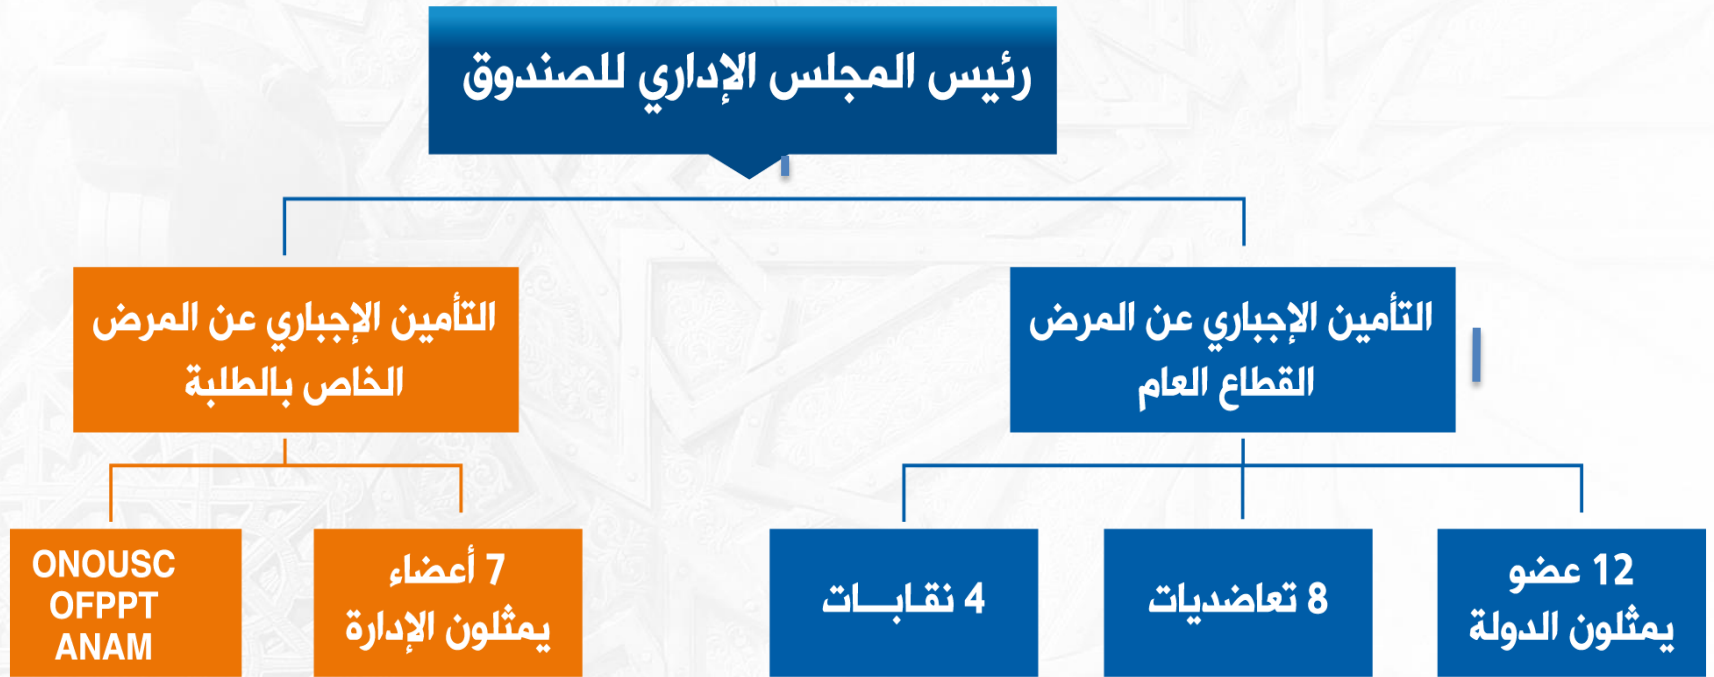 رئيس المجلس الإداري للصندوق
التأمين الإجباري عن المرض
القطاع العام
التأمين الإجباري عن المرض
الخاص بالطلبة
12 عضو
يمثلون الدولة
8 تعاضديات
4 نقـابـــات
7 أعضاء
يمثلون الإدارة
ONOUSC
OFPPT
ANAM